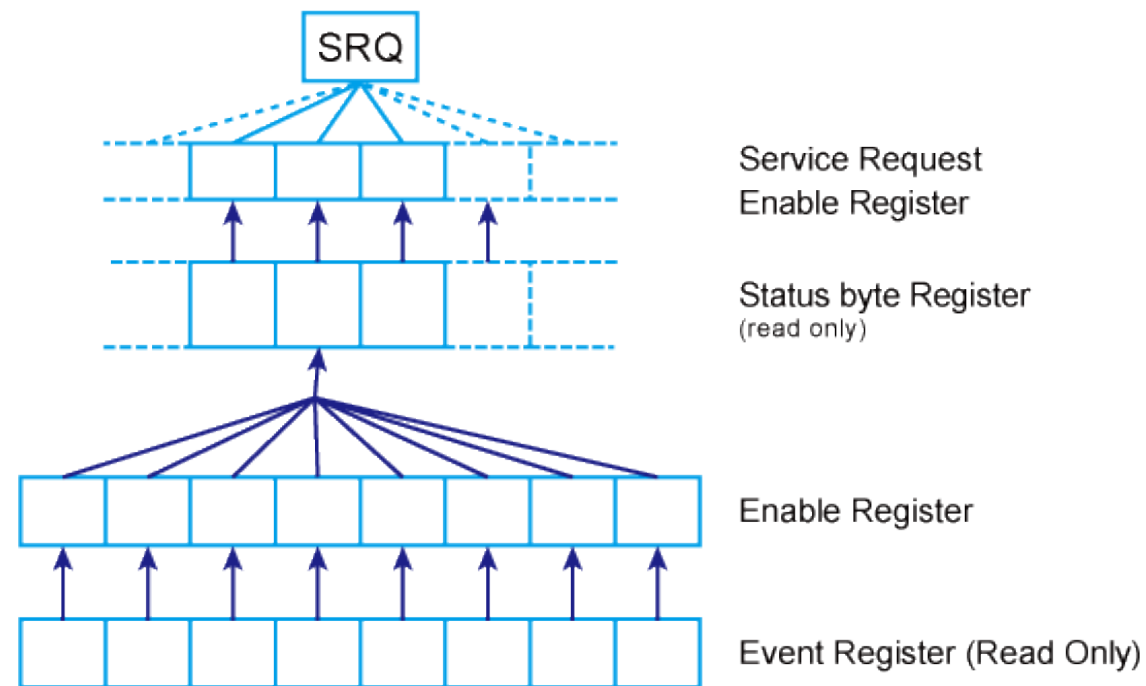 SRQ
Service Request
Enable Register
Status byte Register
(read only)
Enable Register
Event Register (Read Only)